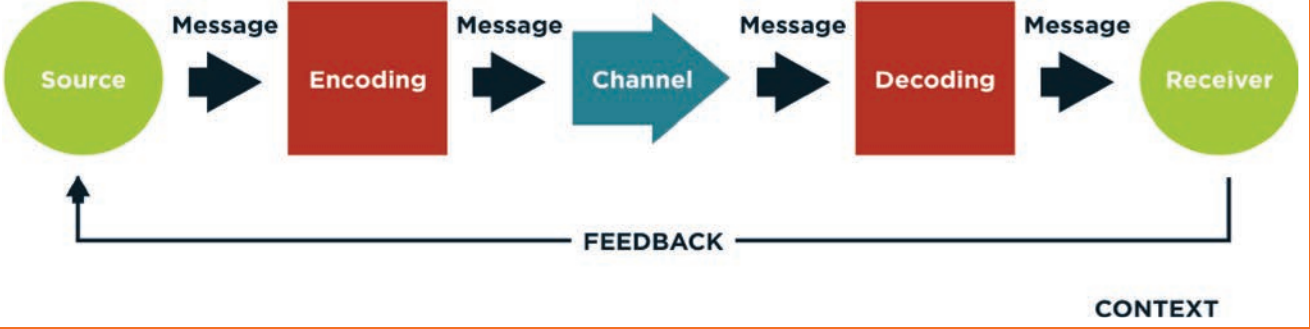 Message Message Message Message
Source Encoding Channel Decoding Receiver
FEEDBACK
CONTEXT